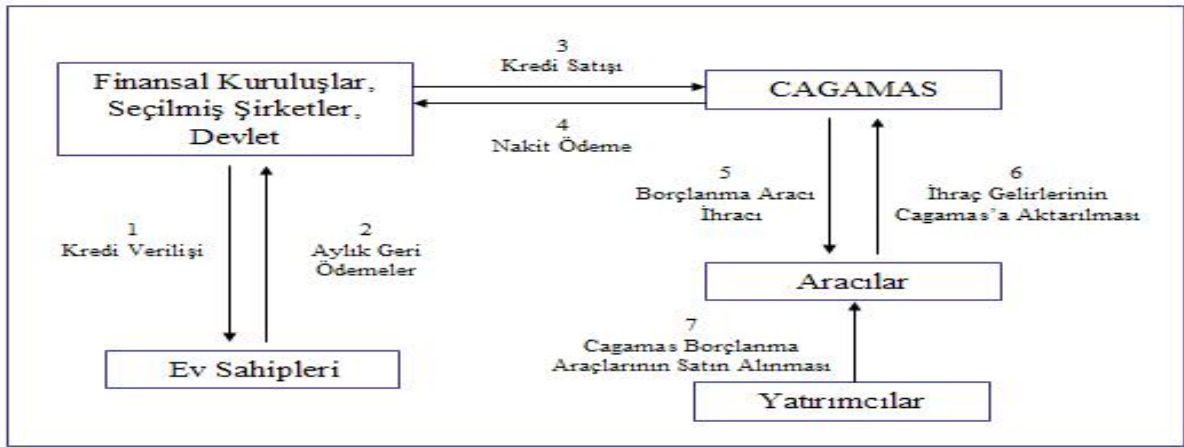 3
Kredi Satışı
Finansal Kuruluşlar,
Seçilmiş Şirketler,
Devlet
CAGAMAS
4
Nakit Ödeme
5
Borçlanma Aracı
İhracı
6
İhraç Gelirlerinin
Cagamas’a Aktarılması
1
Kredi Verilişi
2
Aylık Geri
Ödemeler
Aracılar
7
Cagamas Borçlanma
Araçlarının Satın Alınması
Ev Sahipleri
Yatırımcılar